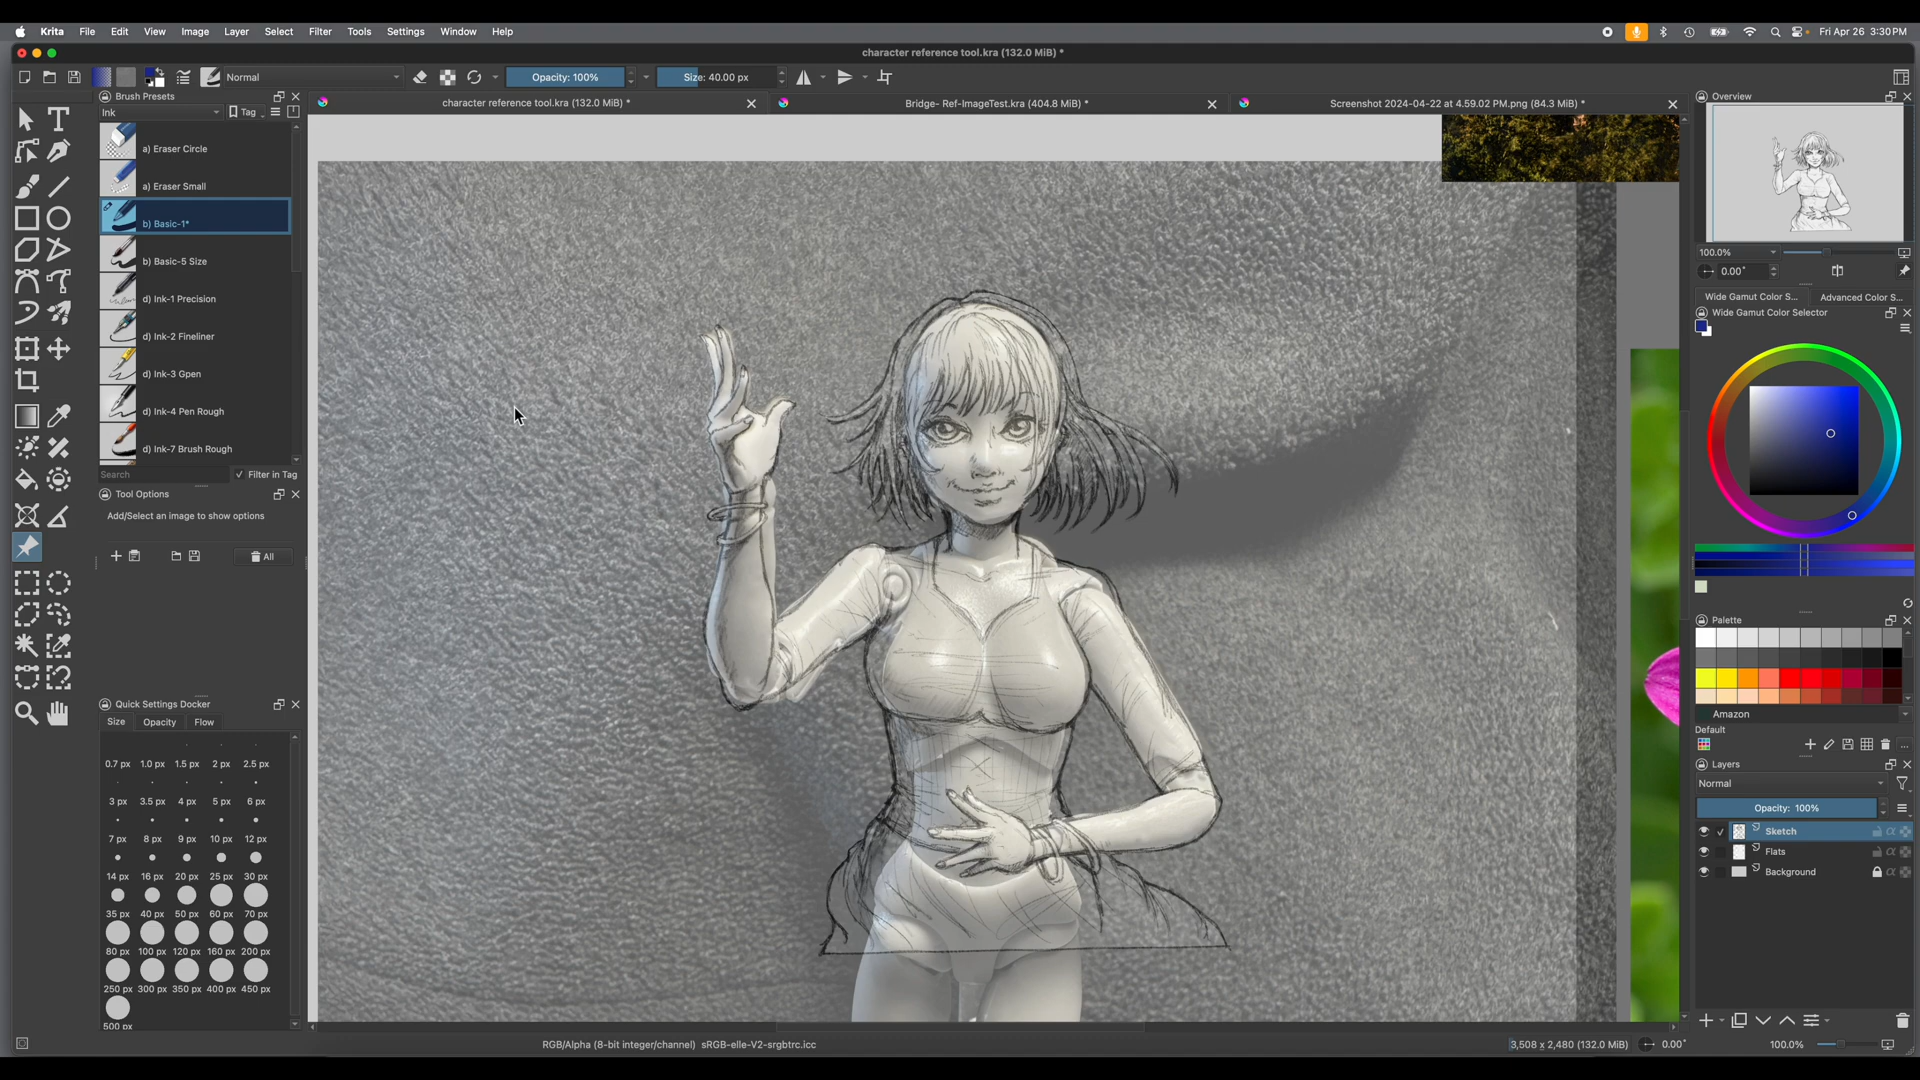 Krita File Edit View Image Layer Select Filter Tools Settings Window Help Fri Apr 26 3:30PM
character reference tool.kra (132.0 MiB) *
Normal Opacity: 100% Size: 40.00 px
Brush Presets
Ink Tag
a) Eraser Circle
a) Eraser Small
b) Basic-1*
b) Basic-5 Size
d) Ink-1 Precision
d) Ink-2 Fineliner
d) Ink-3 Gpen
d) Ink-4 Pen Rough
d) Ink-7 Brush Rough
Search Filter in Tag
Tool Options
Add/Select an image to show options
All
Quick Settings Docker
Size Opacity Flow
0.7 px 1.0 px 1.5 px 2 px 2.5 px
3 px 3.5 px 4 px 5 px 6 px
7 px 8 px 9 px 10 px 12 px
14 px 16 px 20 px 25 px 30 px
35 px 40 px 50 px 60 px 70 px
80 px 100 px 120 px 160 px 200 px
250 px 300 px 350 px 400 px 450 px
500 px
character reference tool.kra (132.0 MiB) * Bridge- Ref-ImageTest.kra (404.8 MiB) * Screenshot 2024-04-22 at 4.59.02 PM.png (84.3 MiB) *
Overview
100.0%
0.00°
Wide Gamut Color S... Advanced Color S...
Wide Gamut Color Selector
Palette
Amazon
Default
Layers
Normal
Opacity: 100%
Sketch
Flats
Background
RGB/Alpha (8-bit integer/channel) sRGB-elle-V2-srgbtrc.icc 3,508 x 2,480 (132.0 MiB) 0.00° 100.0%